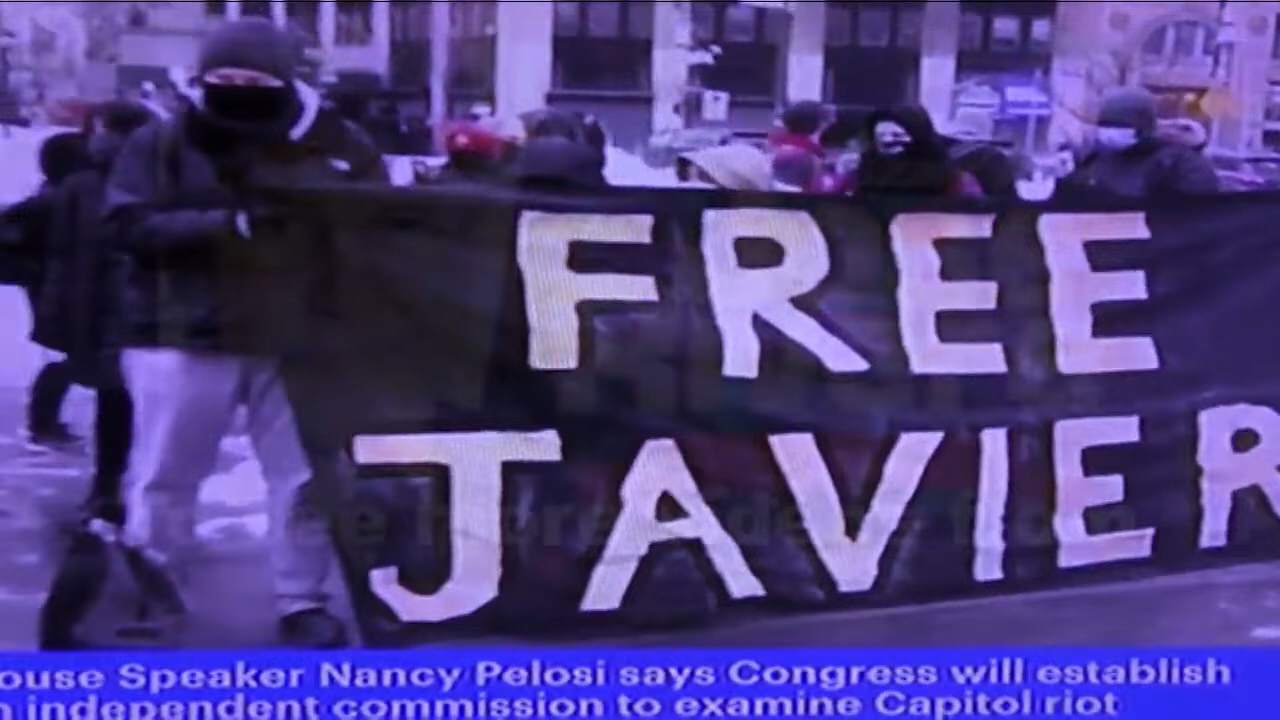 FREE
JAVIER
ouse Speaker Nancy Pelosi says Congress will establish
independent commission to examine Capitol riot